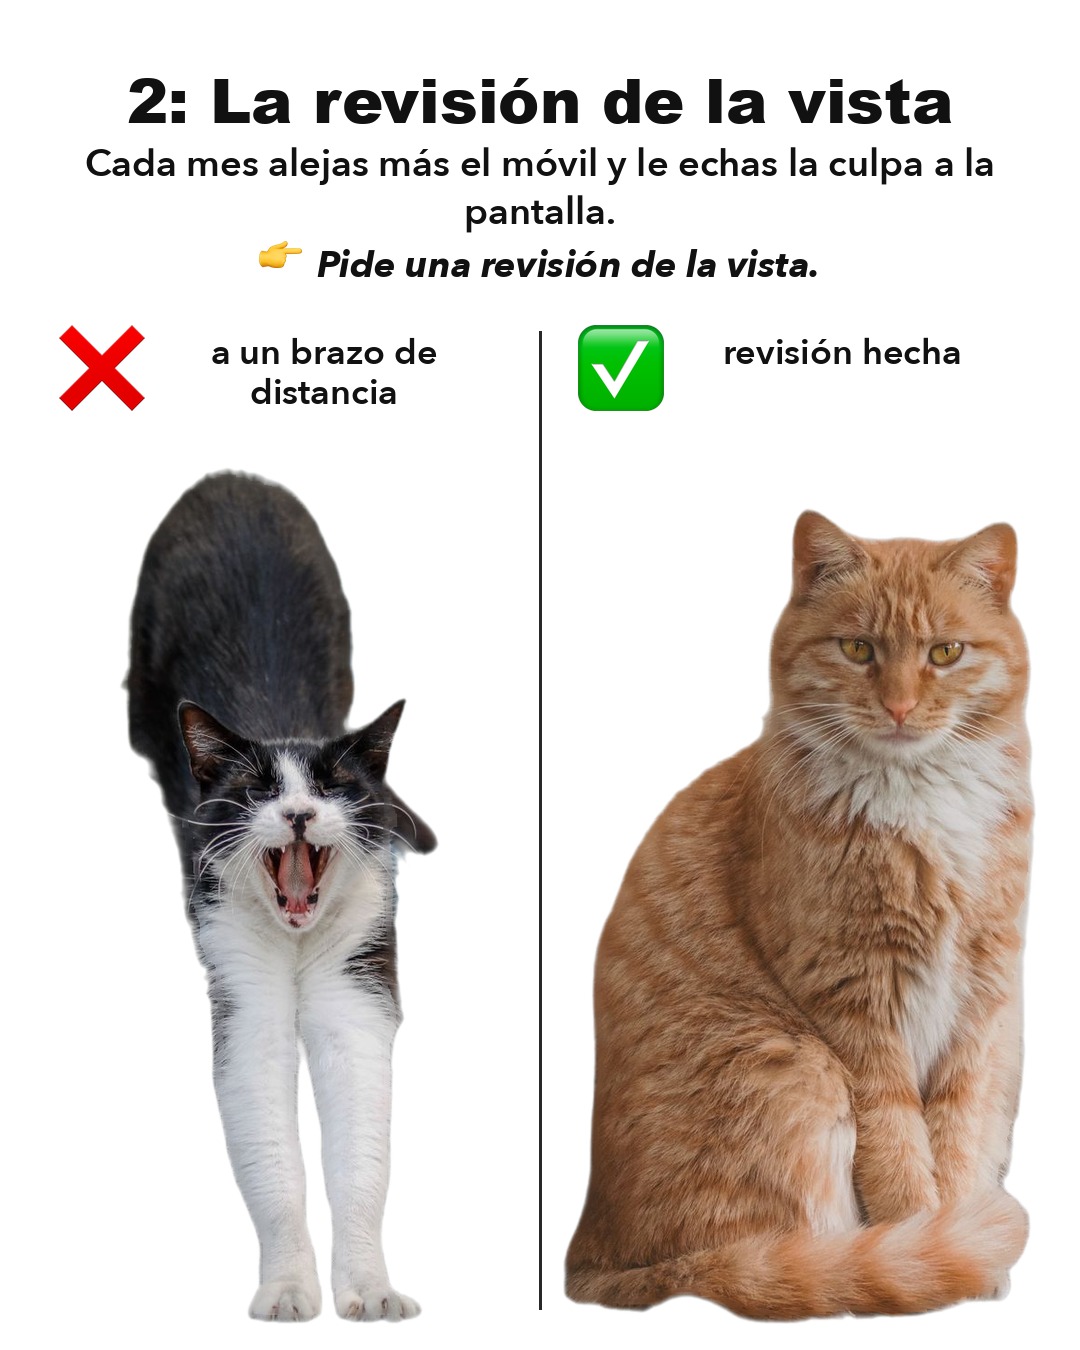 2: La revisión de la vista
Cada mes alejas más el móvil y le echas la culpa a la
pantalla.
👉 Pide una revisión de la vista.
❌ a un brazo de
distancia
✅ revisión hecha